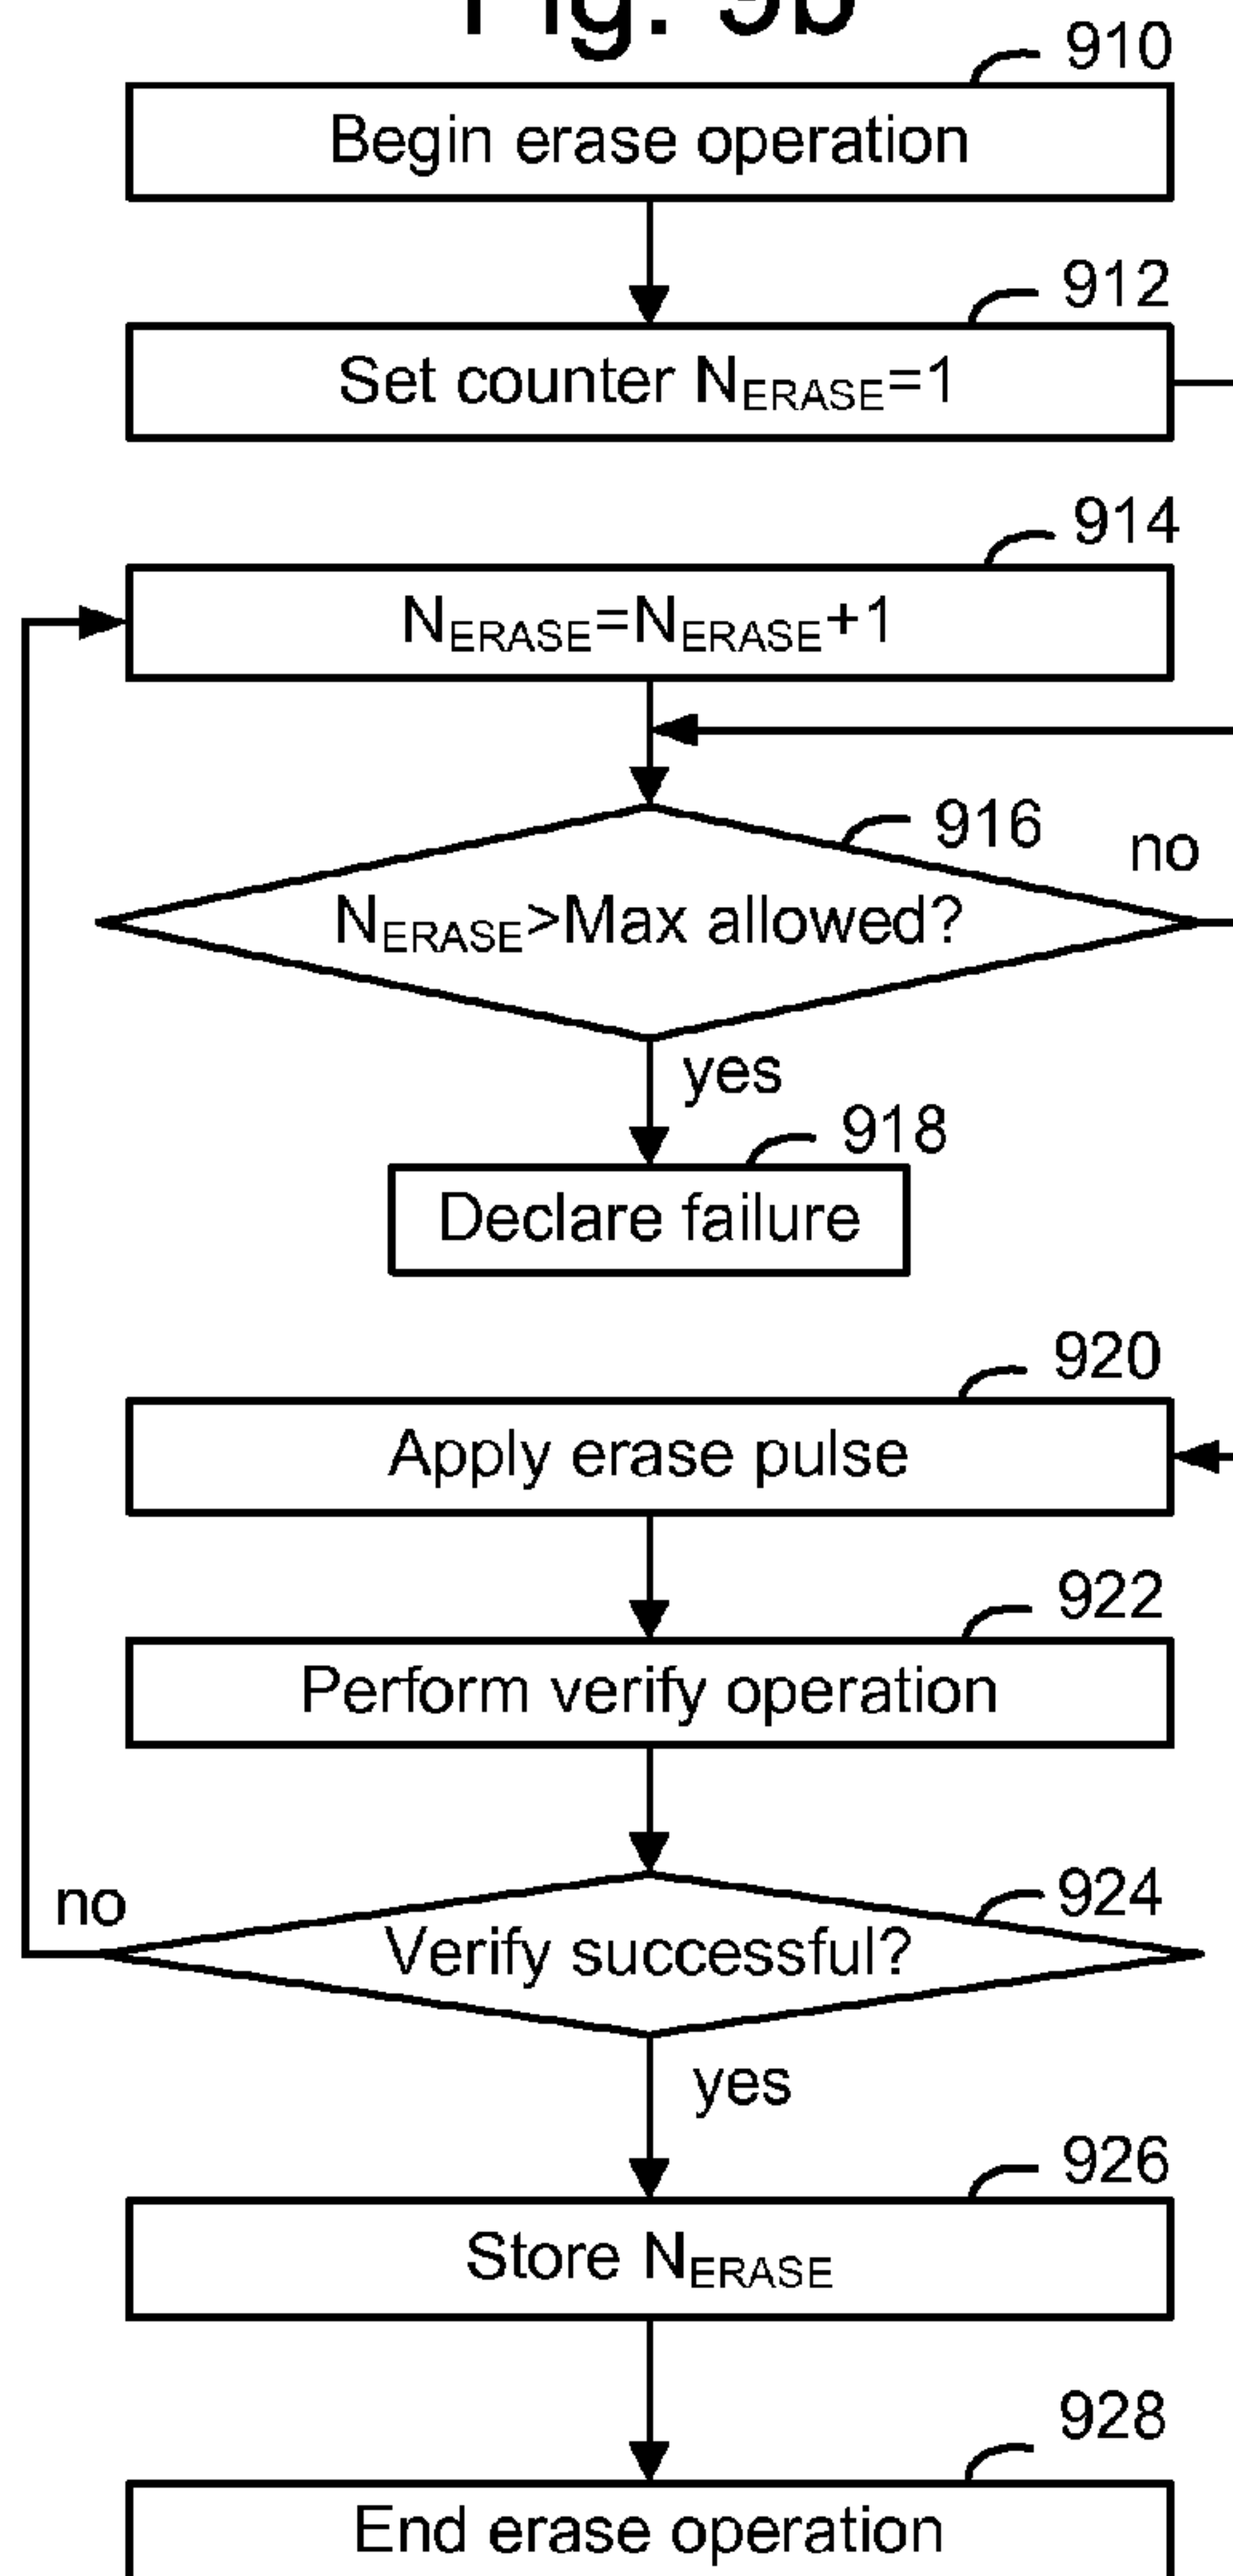 Fig. 9b
910
Begin erase operation
912
Set counter NERASE=1
914
NERASE=NERASE+1
916
no
NERASE>Max allowed?
yes
918
Declare failure
920
Apply erase pulse
922
Perform verify operation
924
no
Verify successful?
yes
926
Store NERASE
928
End erase operation